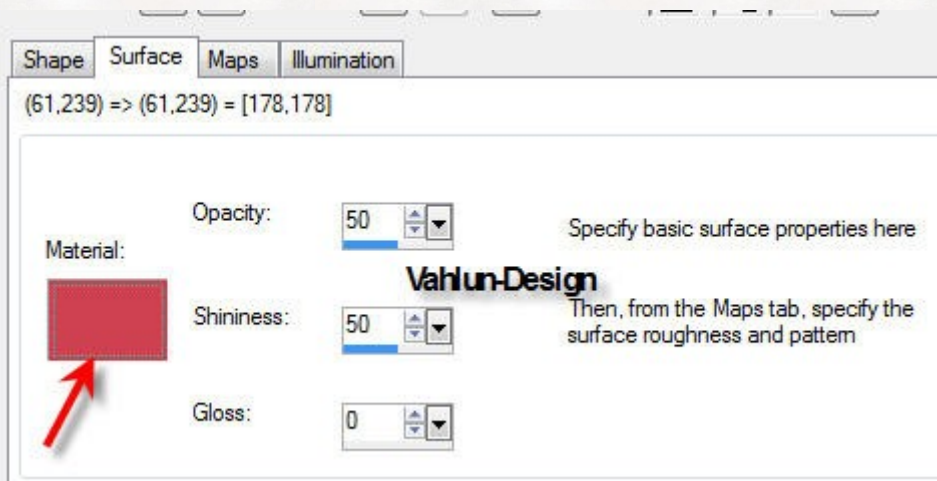 Shape Surface Maps Illumination
(61,239) => (61,239) = [178,178]
Opacity: 50 Specify basic surface properties here
Material:
Vahlun-Design
Shininess: 50 Then, from the Maps tab, specify the
surface roughness and pattern
Gloss: 0